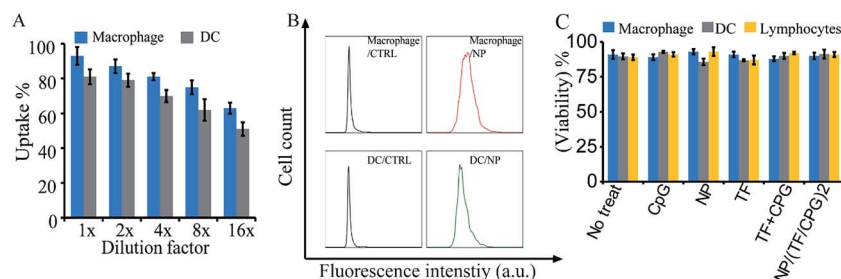 A
Macrophage DC
100
80
60
40
20
0
Uptake %
1x 2x 4x 8x 16x
Dilution factor
B
Macrophage
/CTRL
Macrophage
/NP
DC/CTRL
DC/NP
Cell count
Fluorescence intenstiy (a.u.)
C
Macrophage DC Lymphocytes
100
75
50
25
0
(Viability) %
No treat
CpG
NP
TF
TF+CPG
NP/(TF/CPG)2